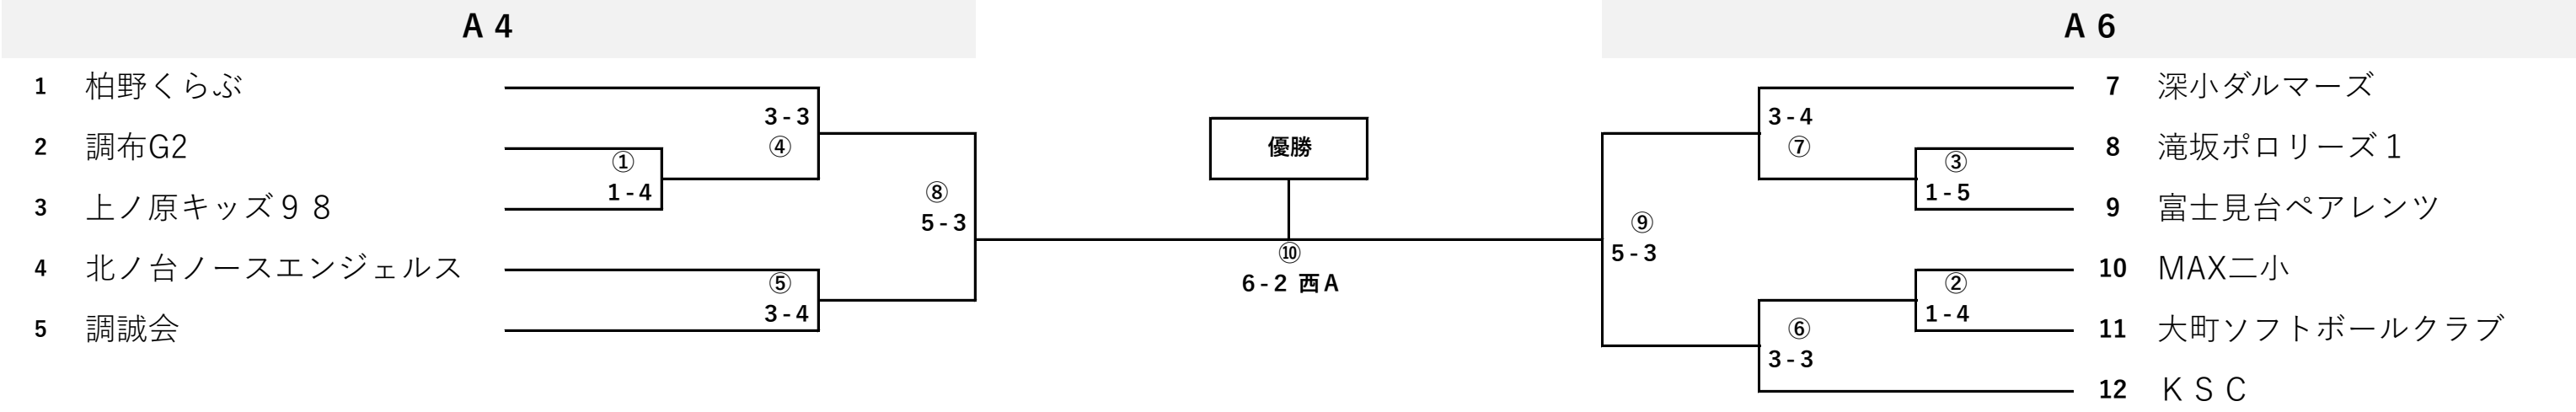 A 4
A 6
1 柏野くらぶ
2 調布G2
3 上ノ原キッズ９８
4 北ノ台ノースエンジェルス
5 調誠会
3 - 3
④
①
1 - 4
⑤
3 - 4
⑧
5 - 3
優勝
⑩
6 - 2 西A
⑨
5 - 3
3 - 4
⑦
③
1 - 5
②
1 - 4
⑥
3 - 3
7 深小ダルマーズ
8 滝坂ポロリーズ１
9 富士見台ペアレンツ
10 MAX二小
11 大町ソフトボールクラブ
12 ＫＳＣ